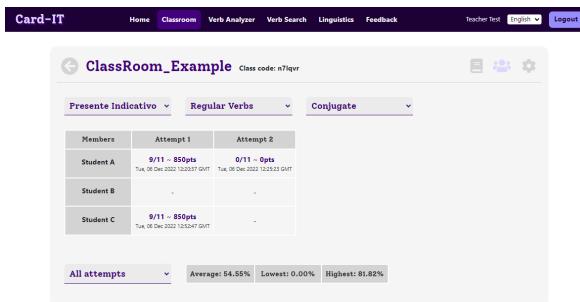 Card-IT Home Classroom Verb Analyzer Verb Search Linguistics Feedback Teacher Test English Logout
ClassRoom_Example Class code: n7lqvr
Presente Indicativo Regular Verbs Conjugate
Members Attempt 1 Attempt 2
Student A 9/11 ~ 850pts 0/11 ~ 0pts
Tue, 06 Dec 2022 12:20:57 GMT Tue, 06 Dec 2022 12:25:23 GMT
Student B - -
Student C 9/11 ~ 850pts -
Tue, 06 Dec 2022 12:52:47 GMT
All attempts Average: 54.55% Lowest: 0.00% Highest: 81.82%